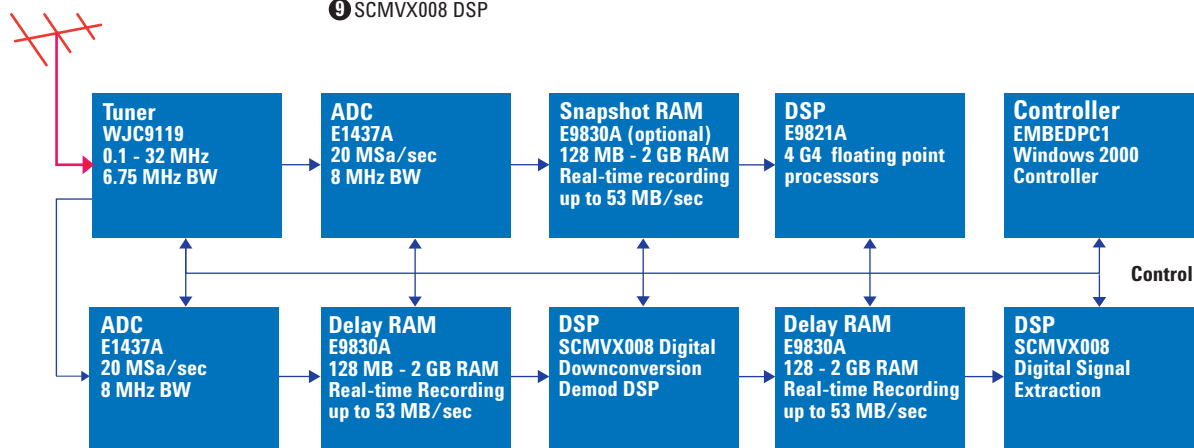 ❾ SCMVX008 DSP
Tuner
WJC9119
0.1 - 32 MHz
6.75 MHz BW
ADC
E1437A
20 MSa/sec
8 MHz BW
Snapshot RAM
E9830A (optional)
128 MB - 2 GB RAM
Real-time recording
up to 53 MB/sec
DSP
E9821A
4 G4 floating point
processors
Controller
EMBEDPC1
Windows 2000
Controller
Control
ADC
E1437A
20 MSa/sec
8 MHz BW
Delay RAM
E9830A
128 MB - 2 GB RAM
Real-time Recording
up to 53 MB/sec
DSP
SCMVX008 Digital
Downconversion
Demod DSP
Delay RAM
E9830A
128 - 2 GB RAM
Real-time Recording
up to 53 MB/sec
DSP
SCMVX008
Digital Signal
Extraction